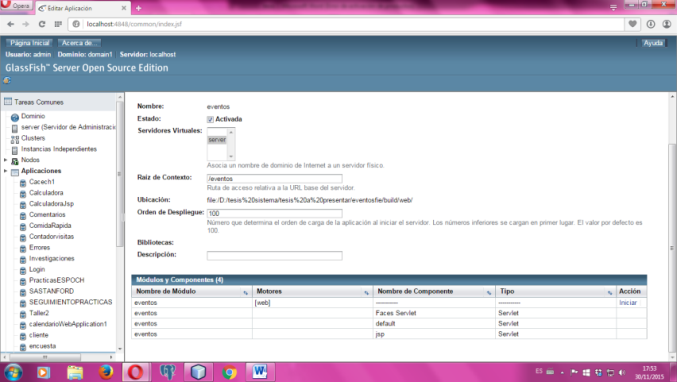 Opera
Editar Aplicación
localhost:4848/common/index.jsf
Página Inicial
Acerca de...
Ayuda
Usuario: admin Dominio: domain1 Servidor: localhost
GlassFish™ Server Open Source Edition
Tareas Comunes
Dominio
server (Servidor de Administraci
Clusters
Instancias Independientes
Nodos
Aplicaciones
Cacech1
Calculadora
CalculadoraJsp
Comentarios
ComidaRapida
Contadorvisitas
Errores
Investigaciones
Login
PracticasESPOCH
SASTANFORD
SEGUIMIENTOPRACTICAS
Taller2
calendarioWebApplication1
cliente
encuesta
Nombre: eventos
Estado: Activada
Servidores Virtuales: server
Asocia un nombre de dominio de Internet a un servidor físico.
Raíz de Contexto: /eventos
Ruta de acceso relativa a la URL base del servidor.
Ubicación: file:/D:/tesis%20sistema/tesis%20a%20presentar/eventosfie/build/web/
Orden de Despliegue: 100
Número que determina el orden de carga de la aplicación al iniciar el servidor. Los números inferiores se cargan en primer lugar. El valor por defecto es
100.
Bibliotecas:
Descripción:
Módulos y Componentes (4)
Nombre de Módulo Motores Nombre de Componente Tipo Acción
eventos [web] ----------- ----------- Iniciar
eventos Faces Servlet Servlet
eventos default Servlet
eventos jsp Servlet
ES
17:53
30/11/2015